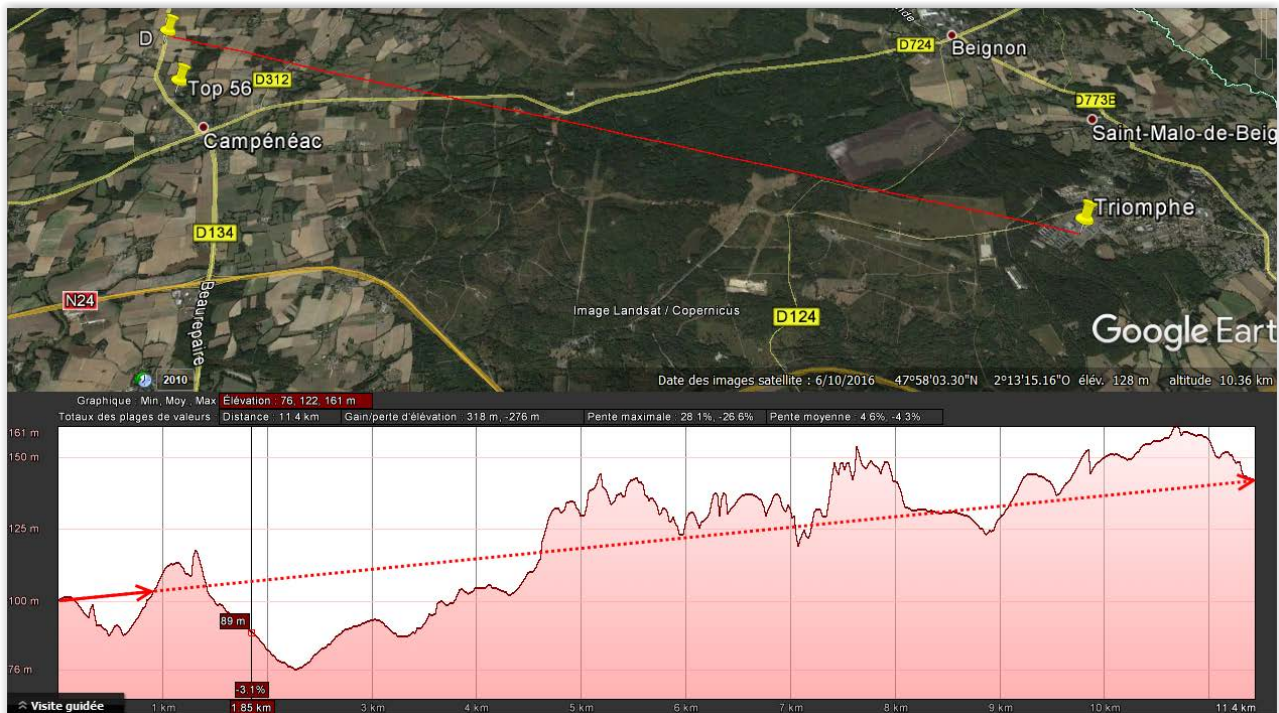 D
Top 56
D312
Campénéac
D724
Beignon
D773E
Saint-Malo-de-Beig
Triomphe
D134
N24
Beaurepaire
D124
Image Landsat / Copernicus
Google Eart
2010
Date des images satellite : 6/10/2016 47°58'03.30"N 2°13'15.16"O élév. 128 m altitude 10.36 km
Graphique : Min, Moy , Max Élévation : 76, 122, 161 m
Totaux des plages de valeurs : Distance : 11.4 km Gain/perte d'élévation : 318 m, -276 m Pente maximale : 28.1%, -26.6% Pente moyenne : 4.6%, -4.3%
161 m
150 m
125 m
100 m
89 m
76 m
-3.1%
Visite guidée 1 km 1.85 km 3 km 4 km 5 km 6 km 7 km 8 km 9 km 10 km 11.4 km